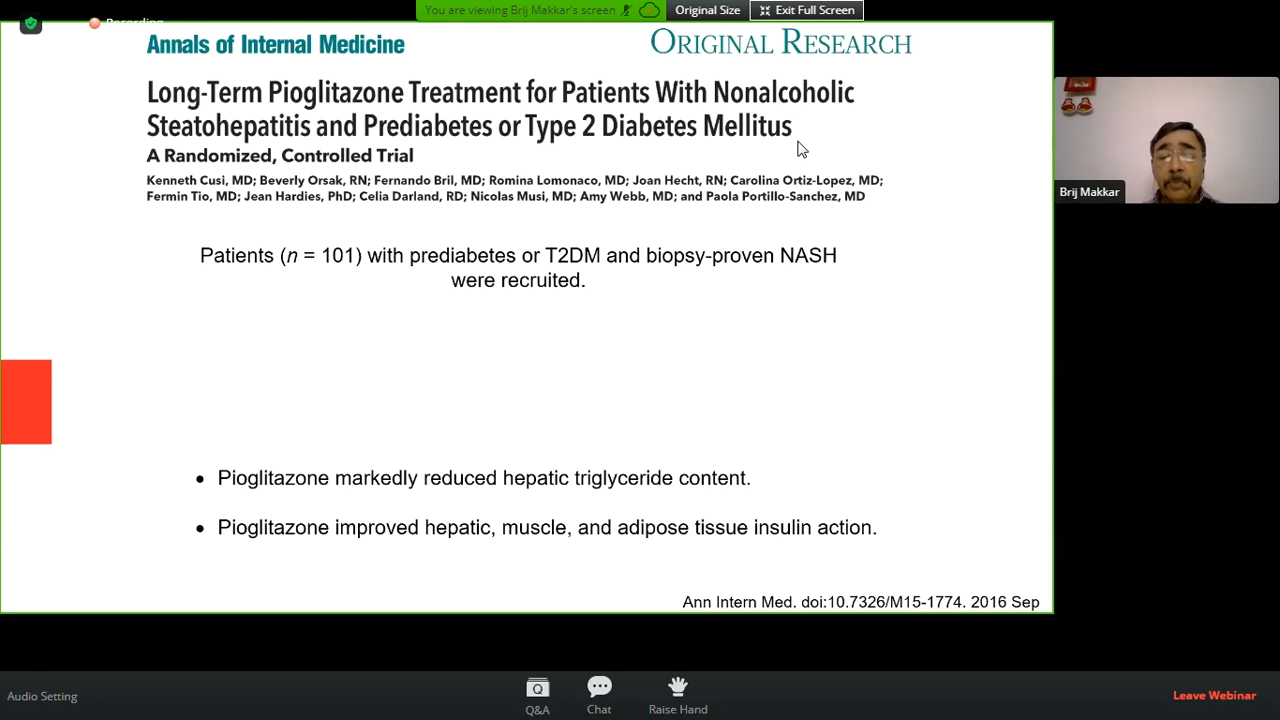 You are viewing Brij Makkar's screen
Original Size
Exit Full Screen
Recording
Annals of Internal Medicine
ORIGINAL RESEARCH
Long-Term Pioglitazone Treatment for Patients With Nonalcoholic
Steatohepatitis and Prediabetes or Type 2 Diabetes Mellitus
A Randomized, Controlled Trial
Kenneth Cusi, MD; Beverly Orsak, RN; Fernando Bril, MD; Romina Lomonaco, MD; Joan Hecht, RN; Carolina Ortiz-Lopez, MD;
Fermin Tio, MD; Jean Hardies, PhD; Celia Darland, RD; Nicolas Musi, MD; Amy Webb, MD; and Paola Portillo-Sanchez, MD
Brij Makkar
Patients (n = 101) with prediabetes or T2DM and biopsy-proven NASH
were recruited.
• Pioglitazone markedly reduced hepatic triglyceride content.
• Pioglitazone improved hepatic, muscle, and adipose tissue insulin action.
Ann Intern Med. doi:10.7326/M15-1774. 2016 Sep
Audio Setting
Q
Q&A
Chat
Raise Hand
Leave Webinar